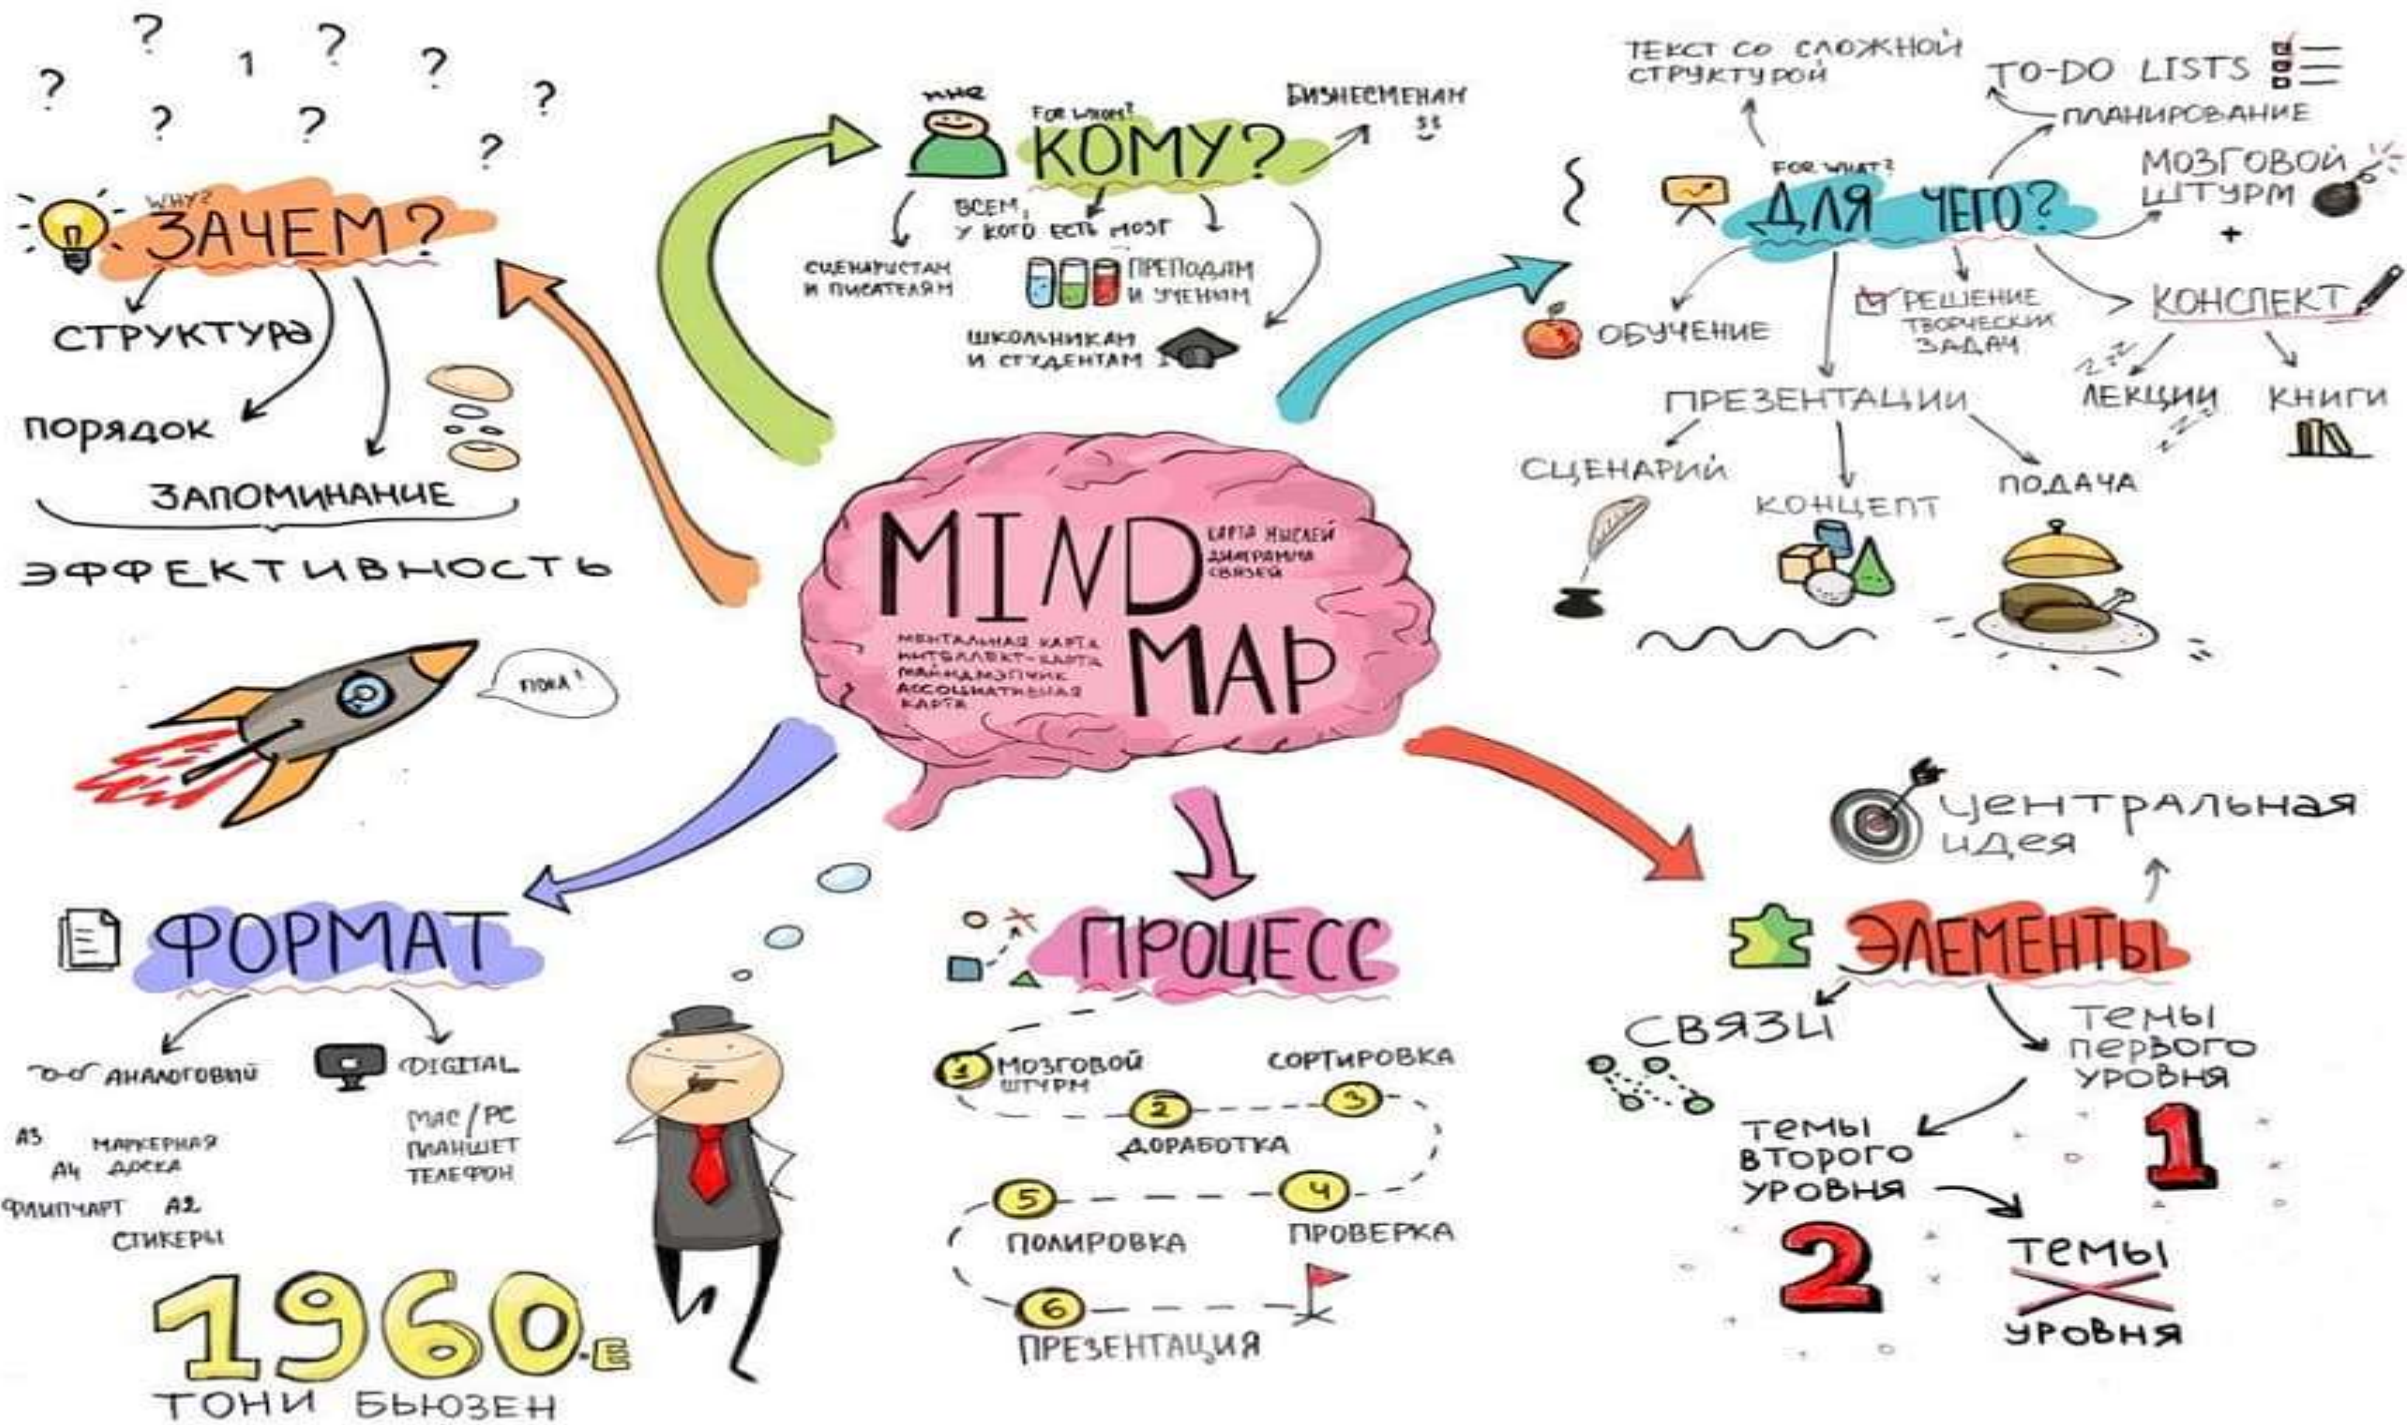 ? ? ? ? ? ? ? ? 1
WHY?
ЗАЧЕМ?
СТРУКТУРА
ПОРЯДОК
ЗАПОМИНАНИЕ
ЭФФЕКТИВНОСТЬ
ПОКА!
мне
FOR WHOM?
КОМУ?
БИЗНЕСМЕНАМ
$$
ВСЕМ,
У КОГО ЕСТЬ МОЗГ
СЦЕНАРИСТАМ
И ПИСАТЕЛЯМ
ПРЕПОДАМ
И УЧЕНЫМ
ШКОЛЬНИКАМ
И СТУДЕНТАМ
FOR WHAT?
ДЛЯ ЧЕГО?
ТЕКСТ СО СЛОЖНОЙ
СТРУКТУРОЙ
TO-DO LISTS
ПЛАНИРОВАНИЕ
МОЗГОВОЙ
ШТУРМ
+
КОНСПЕКТ
ZZZ
ЛЕКЦИИ
ZZZ
КНИГИ
РЕШЕНИЕ
ТВОРЧЕСКИХ
ЗАДАЧ
ОБУЧЕНИЕ
ПРЕЗЕНТАЦИИ
СЦЕНАРИЙ
КОНЦЕПТ
ПОДАЧА
MIND
КАРТА МЫСЛЕЙ
ДИАГРАММА
СВЯЗЕЙ
MAP
МЕНТАЛЬНАЯ КАРТА
ИНТЕЛЛЕКТ-КАРТА
МАЙНДМЭПЧИК
АССОЦИАТИВНАЯ
КАРТА
ФОРМАТ
АНАЛОГОВЫЙ
DIGITAL
А3
МАРКЕРНАЯ
ДОСКА
А4
ФЛИПЧАРТ
А2
СТИКЕРЫ
MAC/PC
ПЛАНШЕТ
ТЕЛЕФОН
1960-Е
ТОНИ БЬЮЗЕН
ПРОЦЕСС
1
МОЗГОВОЙ
ШТУРМ
2
ДОРАБОТКА
СОРТИРОВКА
3
4
ПРОВЕРКА
5
ПОЛИРОВКА
6
ПРЕЗЕНТАЦИЯ
ЭЛЕМЕНТЫ
ЦЕНТРАЛЬНАЯ
ИДЕЯ
СВЯЗИ
ТЕМЫ
ПЕРВОГО
УРОВНЯ
1
ТЕМЫ
ВТОРОГО
УРОВНЯ
2
ТЕМЫ
X
УРОВНЯ